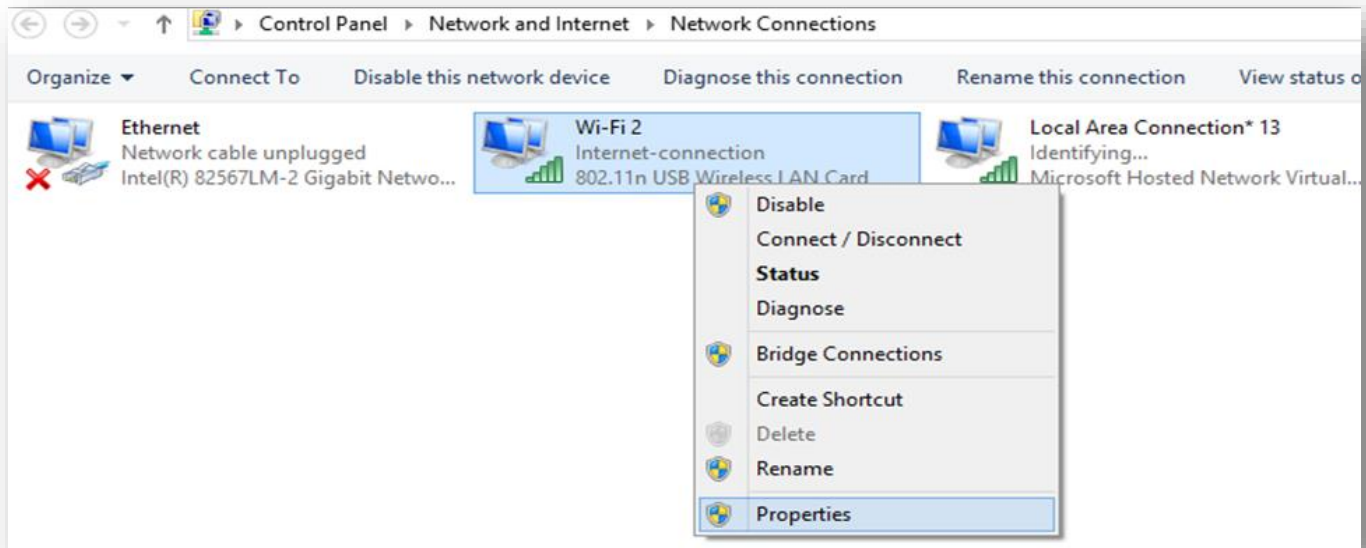 Control Panel Network and Internet Network Connections
Organize Connect To Disable this network device Diagnose this connection Rename this connection View status o
Ethernet
Network cable unplugged
Intel(R) 82567LM-2 Gigabit Netwo...
Wi-Fi 2
Internet-connection
802.11n USB Wireless LAN Card
Local Area Connection* 13
Identifying...
Microsoft Hosted Network Virtual...
Disable
Connect / Disconnect
Status
Diagnose
Bridge Connections
Create Shortcut
Delete
Rename
Properties